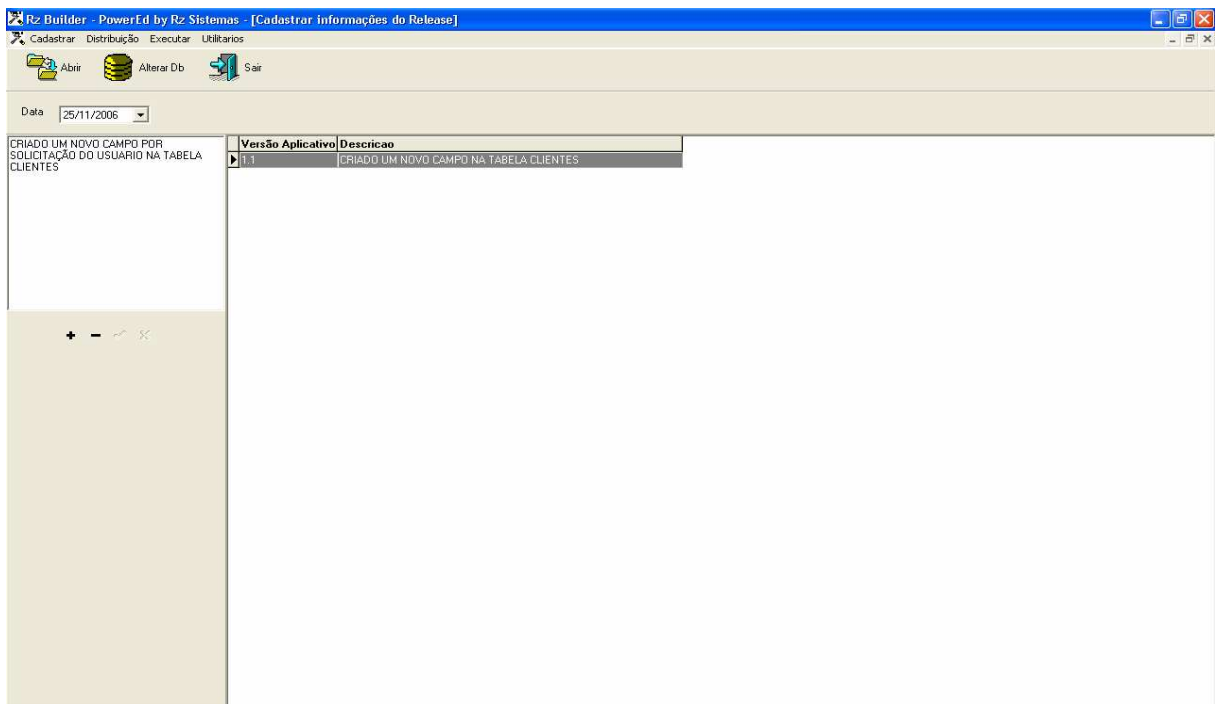 Rz Builder - PowerEd by Rz Sistemas - [Cadastrar informações do Release]
Cadastrar Distribuição Executar Utilitarios
Abrir Alterar Db Sair
Data 25/11/2006
CRIADO UM NOVO CAMPO POR
SOLICITAÇÃO DO USUARIO NA TABELA
CLIENTES
Versão Aplicativo Descricao
1.1 CRIADO UM NOVO CAMPO NA TABELA CLIENTES